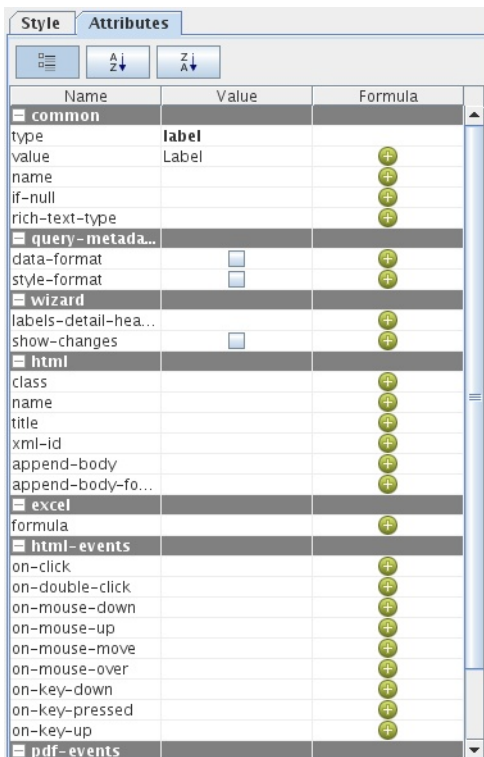 Style Attributes
A Z Z A
Name Value Formula
common
type label
value Label
name
if-null
rich-text-type
query-metada...
data-format
style-format
wizard
labels-detail-hea...
show-changes
html
class
name
title
xml-id
append-body
append-body-fo...
excel
formula
html-events
on-click
on-double-click
on-mouse-down
on-mouse-up
on-mouse-move
on-mouse-over
on-key-down
on-key-pressed
on-key-up
pdf-events